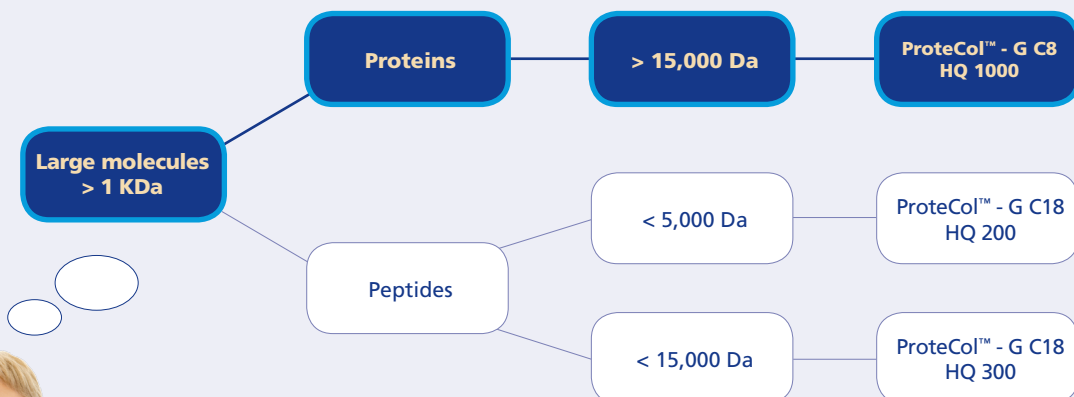 Proteins
> 15,000 Da
ProteCol™ - G C8
HQ 1000
Large molecules
> 1 KDa
< 5,000 Da
ProteCol™ - G C18
HQ 200
Peptides
< 15,000 Da
ProteCol™ - G C18
HQ 300